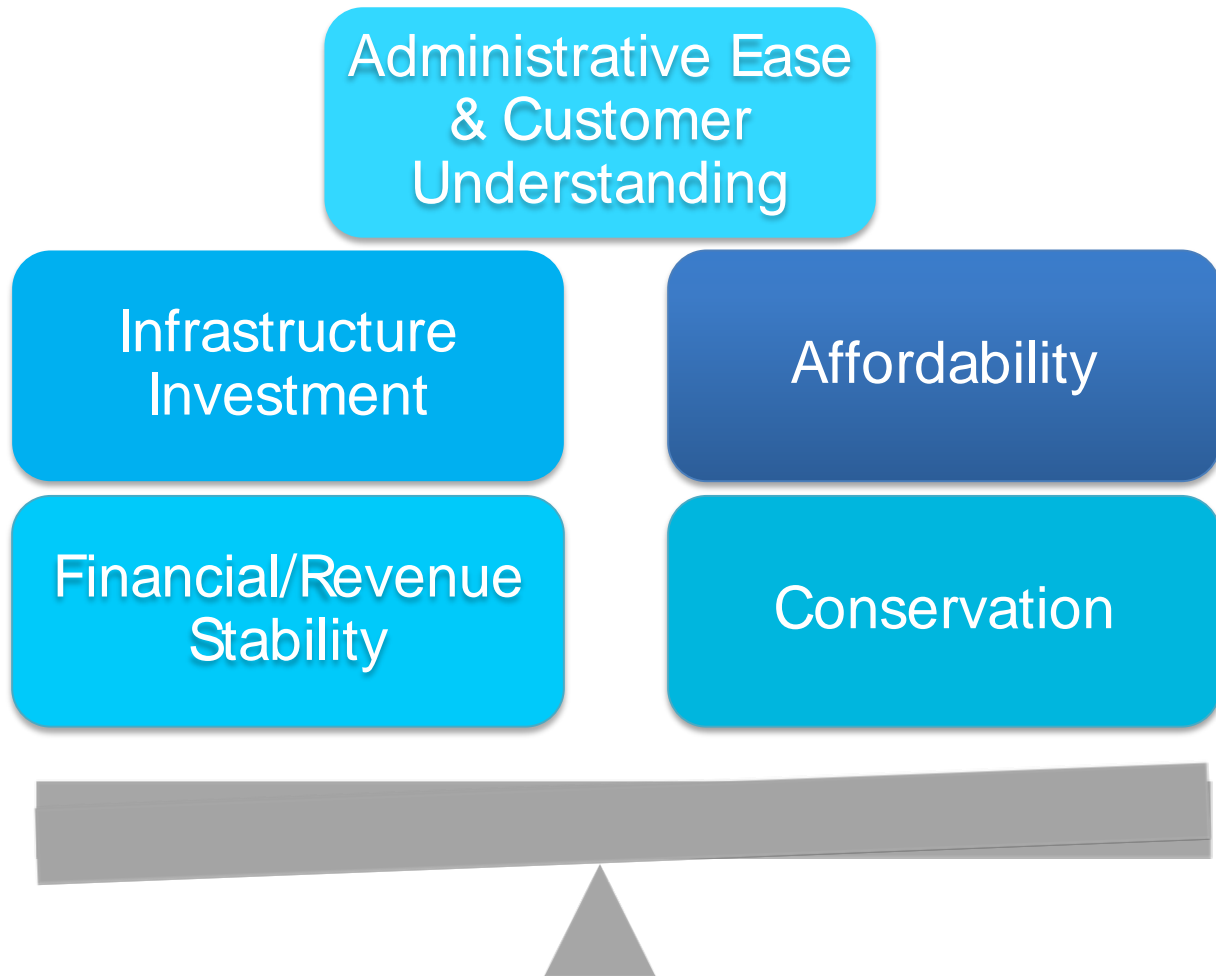 Administrative Ease
& Customer
Understanding
Infrastructure
Investment
Affordability
Financial/Revenue
Stability
Conservation